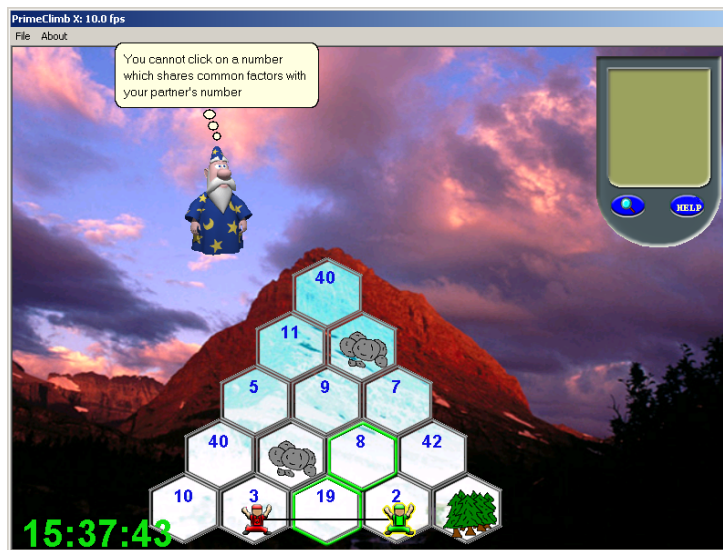 PrimeClimb X: 10.0 fps
File About
You cannot click on a number
which shares common factors with
your partner's number
HELP
40
11
5 9 7
40 8 42
10 3 19 2
15:37:43